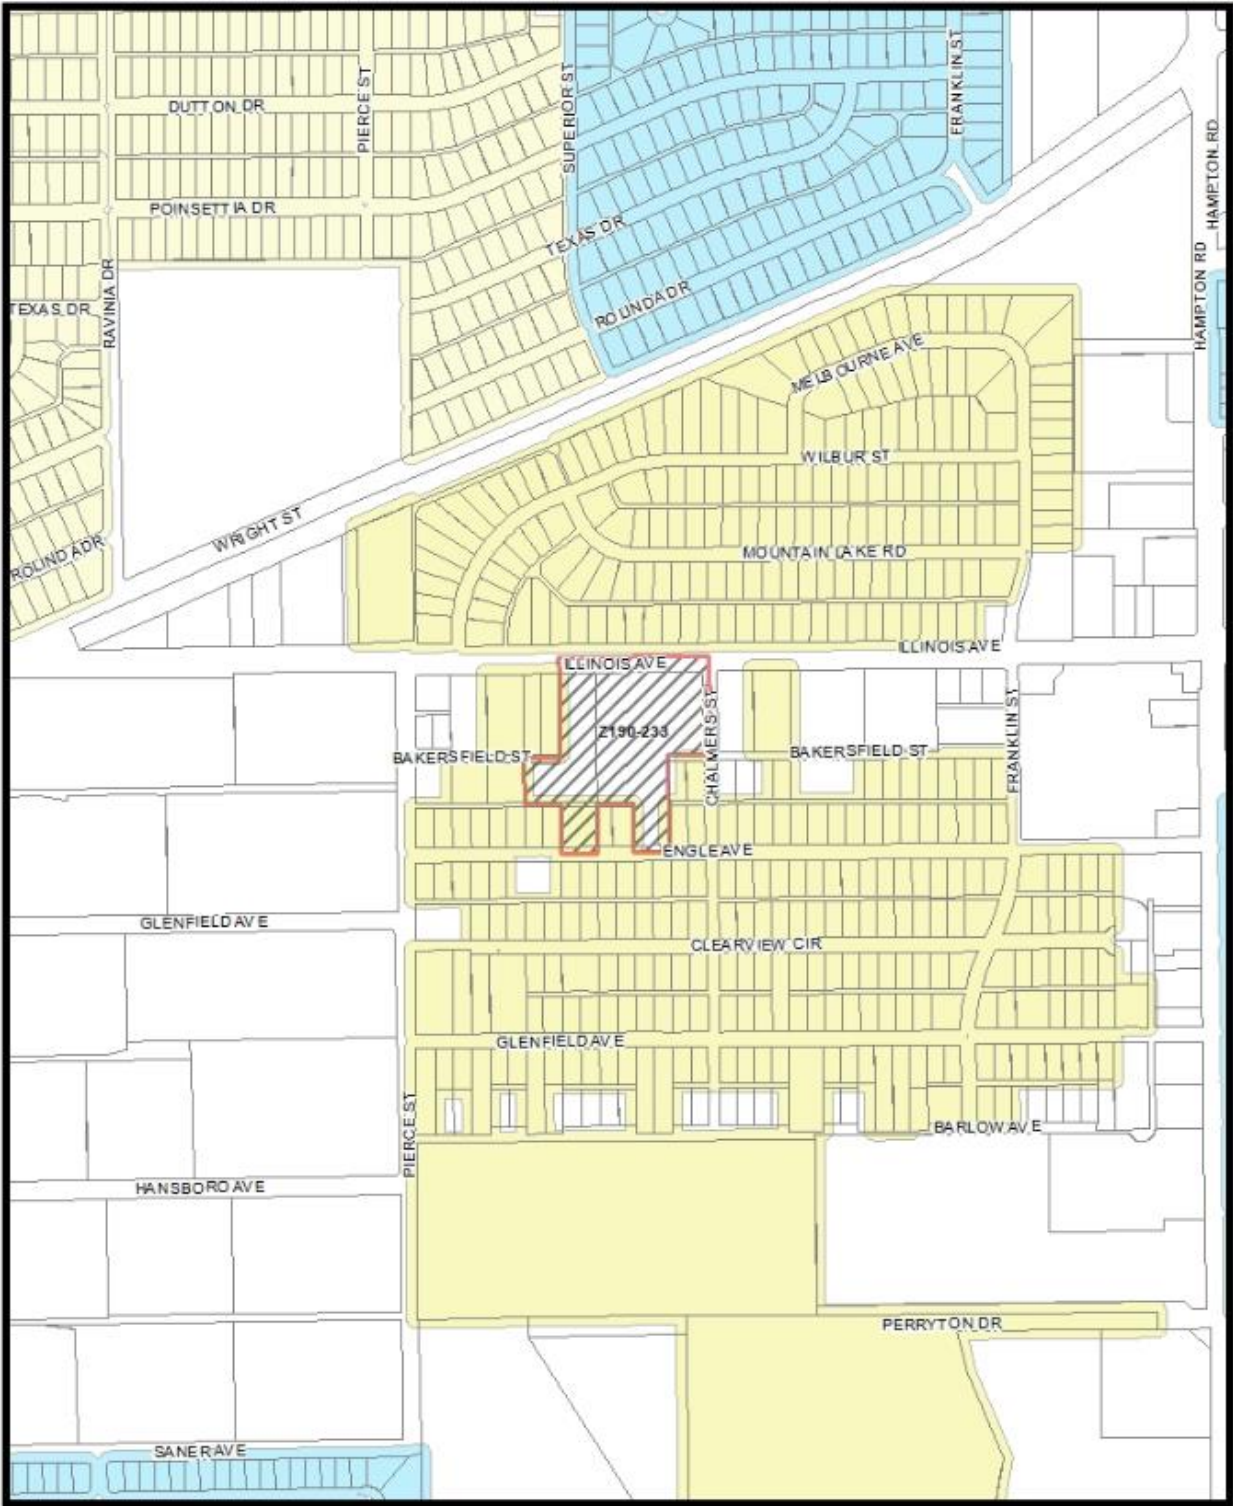 PIERCE ST
SUPERIOR ST
FRANKLIN ST
DUTTON DR
HAMPTON RD
POINSETTIA DR
TEXAS DR
HAMPTON RD
RAVINIA DR
TEXAS DR
ROLINDA DR
MELBOURNE AVE
WILBUR ST
WRIGHT ST
ROLINDA DR
MOUNTAIN LAKE RD
ILLINOIS AVE
ILLINOIS AVE
Z190-233
CHALMERS ST
FRANKLIN ST
BAKERSFIELD ST
BAKERSFIELD ST
ENGLE AVE
GLENFIELD AVE
CLEARVIEW CIR
GLENFIELD AVE
PIERCE ST
BARLOW AVE
HANSBORO AVE
PERRYTON DR
SANER AVE